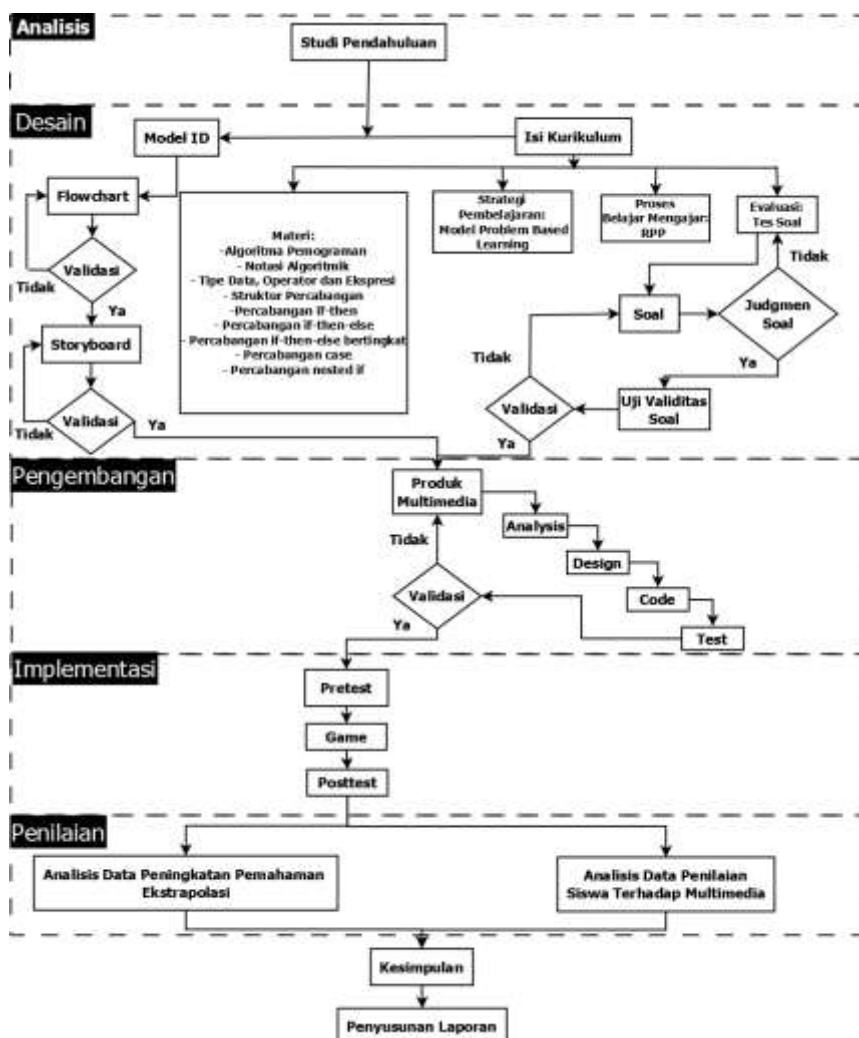 Analisis
Studi Pendahuluan
Desain
Model ID
Isi Kurikulum
Flowchart
Validasi
Tidak
Ya
Storyboard
Validasi
Tidak
Ya
Materi:
-Algoritma Pemograman
- Notasi Algoritmik
- Tipe Data, Operator dan Ekspresi
- Struktur Percabangan
-Percabangan if-then
- Percabangan if-then-else
- Percabangan if-then-else bertingkat
- Percabangan case
- Percabangan nested if
Strategi
Pembelajaran:
Model Problem Based
Learning
Proses
Belajar Mengajar:
RPP
Evaluasi:
Tes Soal
Tidak
Soal
Judgmen
Soal
Ya
Uji Validitas
Soal
Tidak
Validasi
Ya
Pengembangan
Produk
Multimedia
Analysis
Design
Code
Test
Tidak
Validasi
Ya
Implementasi
Pretest
Game
Posttest
Penilaian
Analisis Data Peningkatan Pemahaman
Ekstrapolasi
Analisis Data Penilaian
Siswa Terhadap Multimedia
Kesimpulan
Penyusunan Laporan